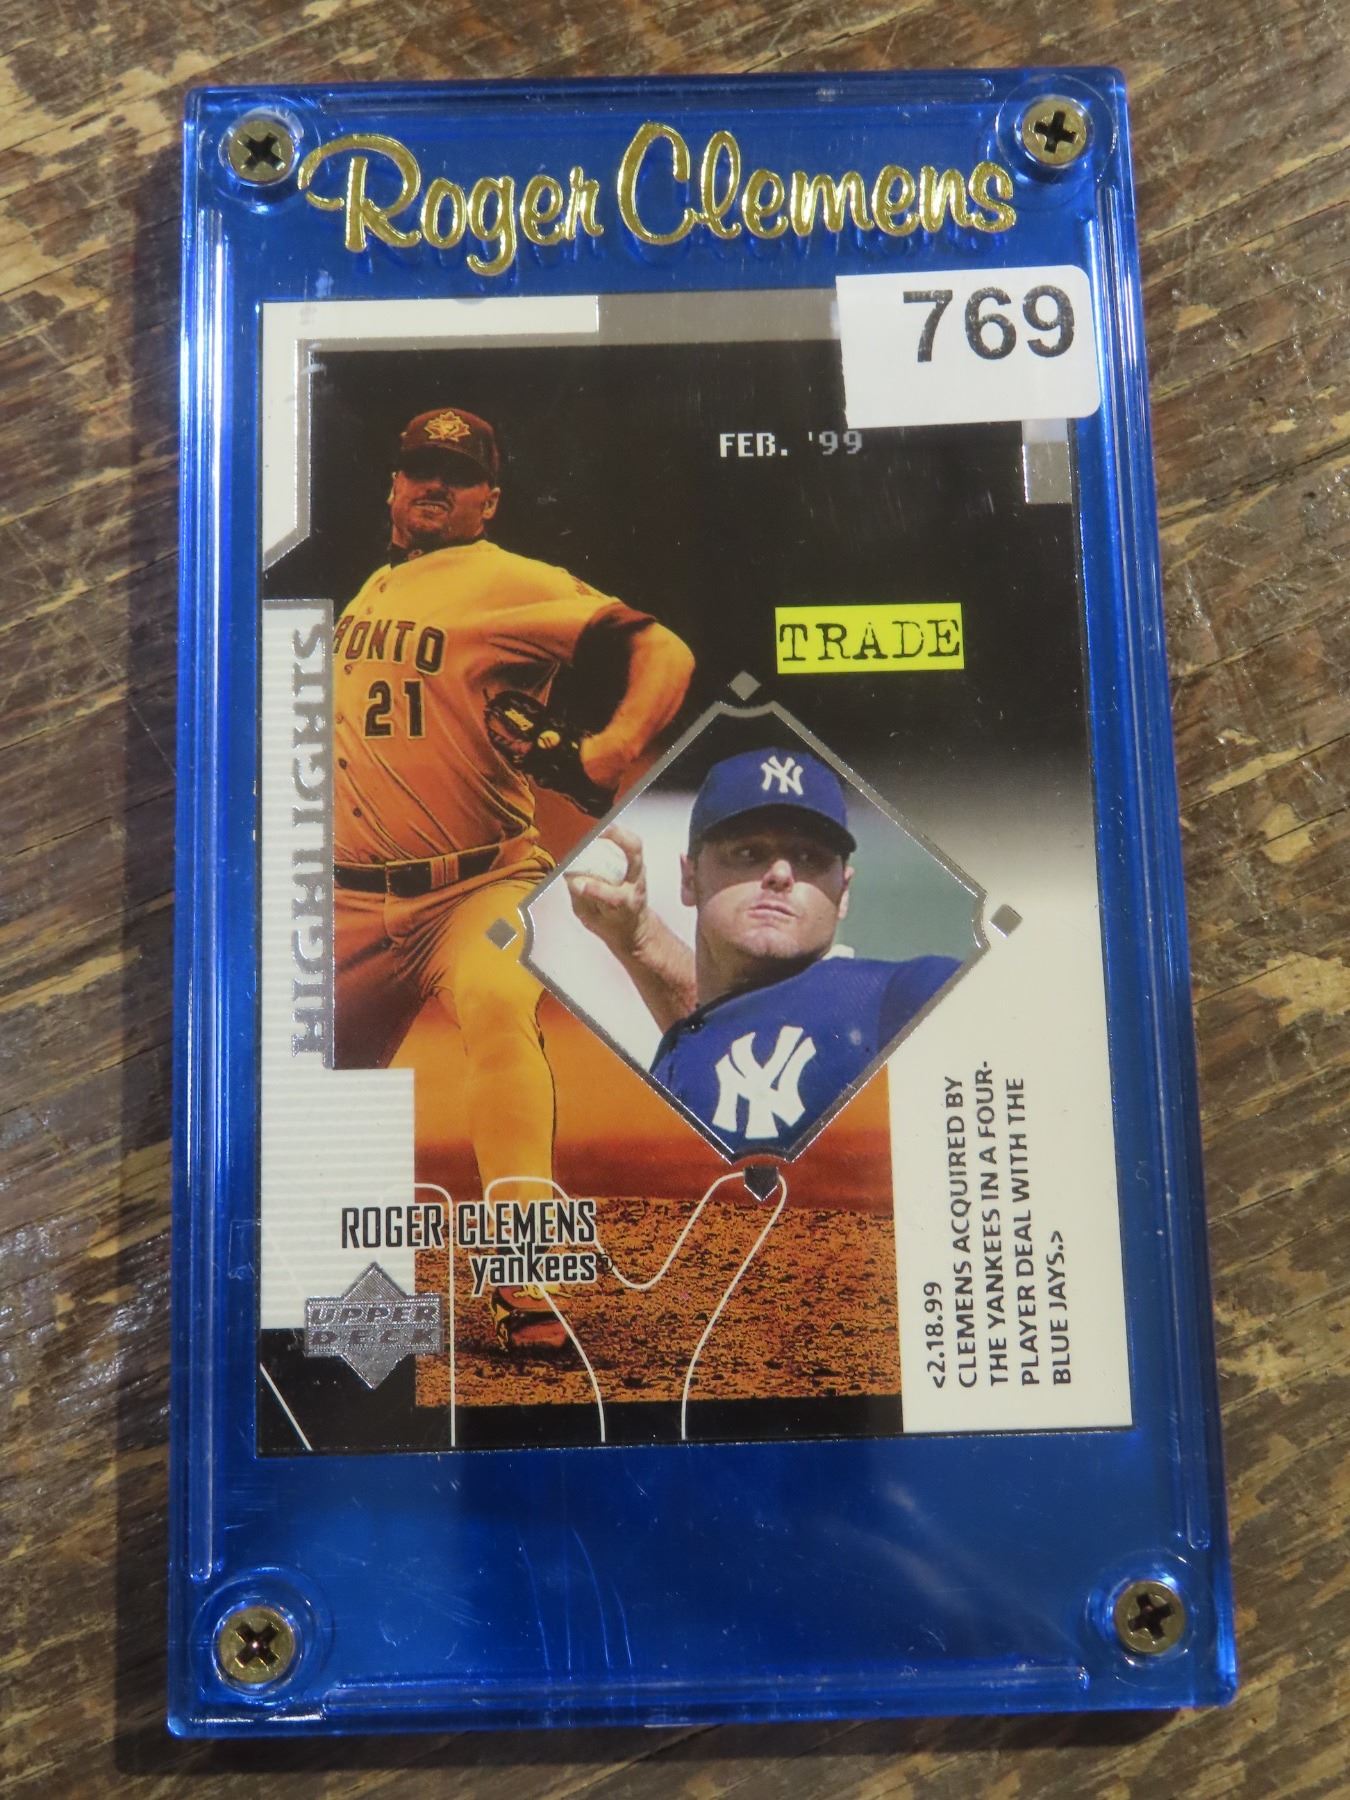 Roger Clemens
769
FEB. '99
TRADE
RONTO
21
HIGHLIGHTS
NY
NY
ROGER CLEMENS
yankees®
UPPER
DECK
<2.18.99
CLEMENS ACQUIRED BY
THE YANKEES IN A FOUR-
PLAYER DEAL WITH THE
BLUE JAYS.>